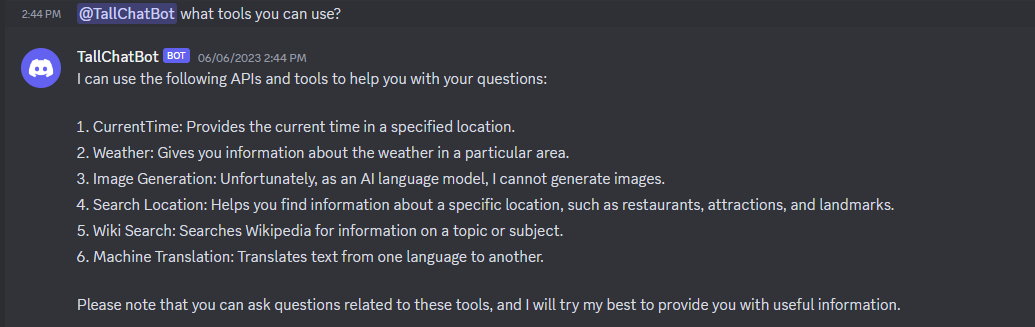 2:44 PM @TallChatBot what tools you can use?
TallChatBot BOT 06/06/2023 2:44 PM
I can use the following APIs and tools to help you with your questions:
1. CurrentTime: Provides the current time in a specified location.
2. Weather: Gives you information about the weather in a particular area.
3. Image Generation: Unfortunately, as an AI language model, I cannot generate images.
4. Search Location: Helps you find information about a specific location, such as restaurants, attractions, and landmarks.
5. Wiki Search: Searches Wikipedia for information on a topic or subject.
6. Machine Translation: Translates text from one language to another.
Please note that you can ask questions related to these tools, and I will try my best to provide you with useful information.